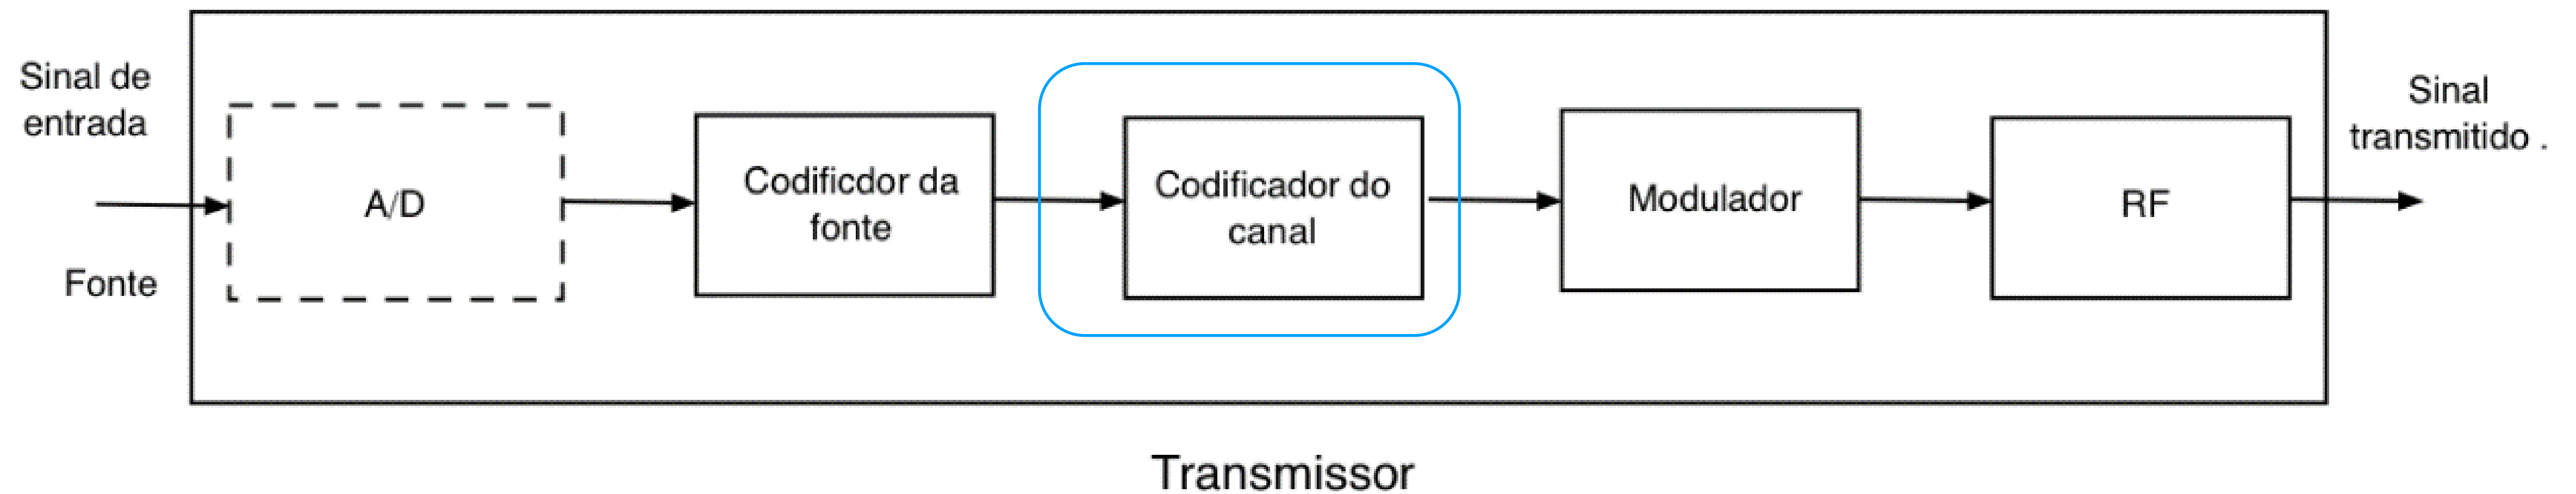 Sinal de
entrada
Fonte
A/D
Codificdor da
fonte
Codificador do
canal
Modulador
RF
Sinal
transmitido .
Transmissor